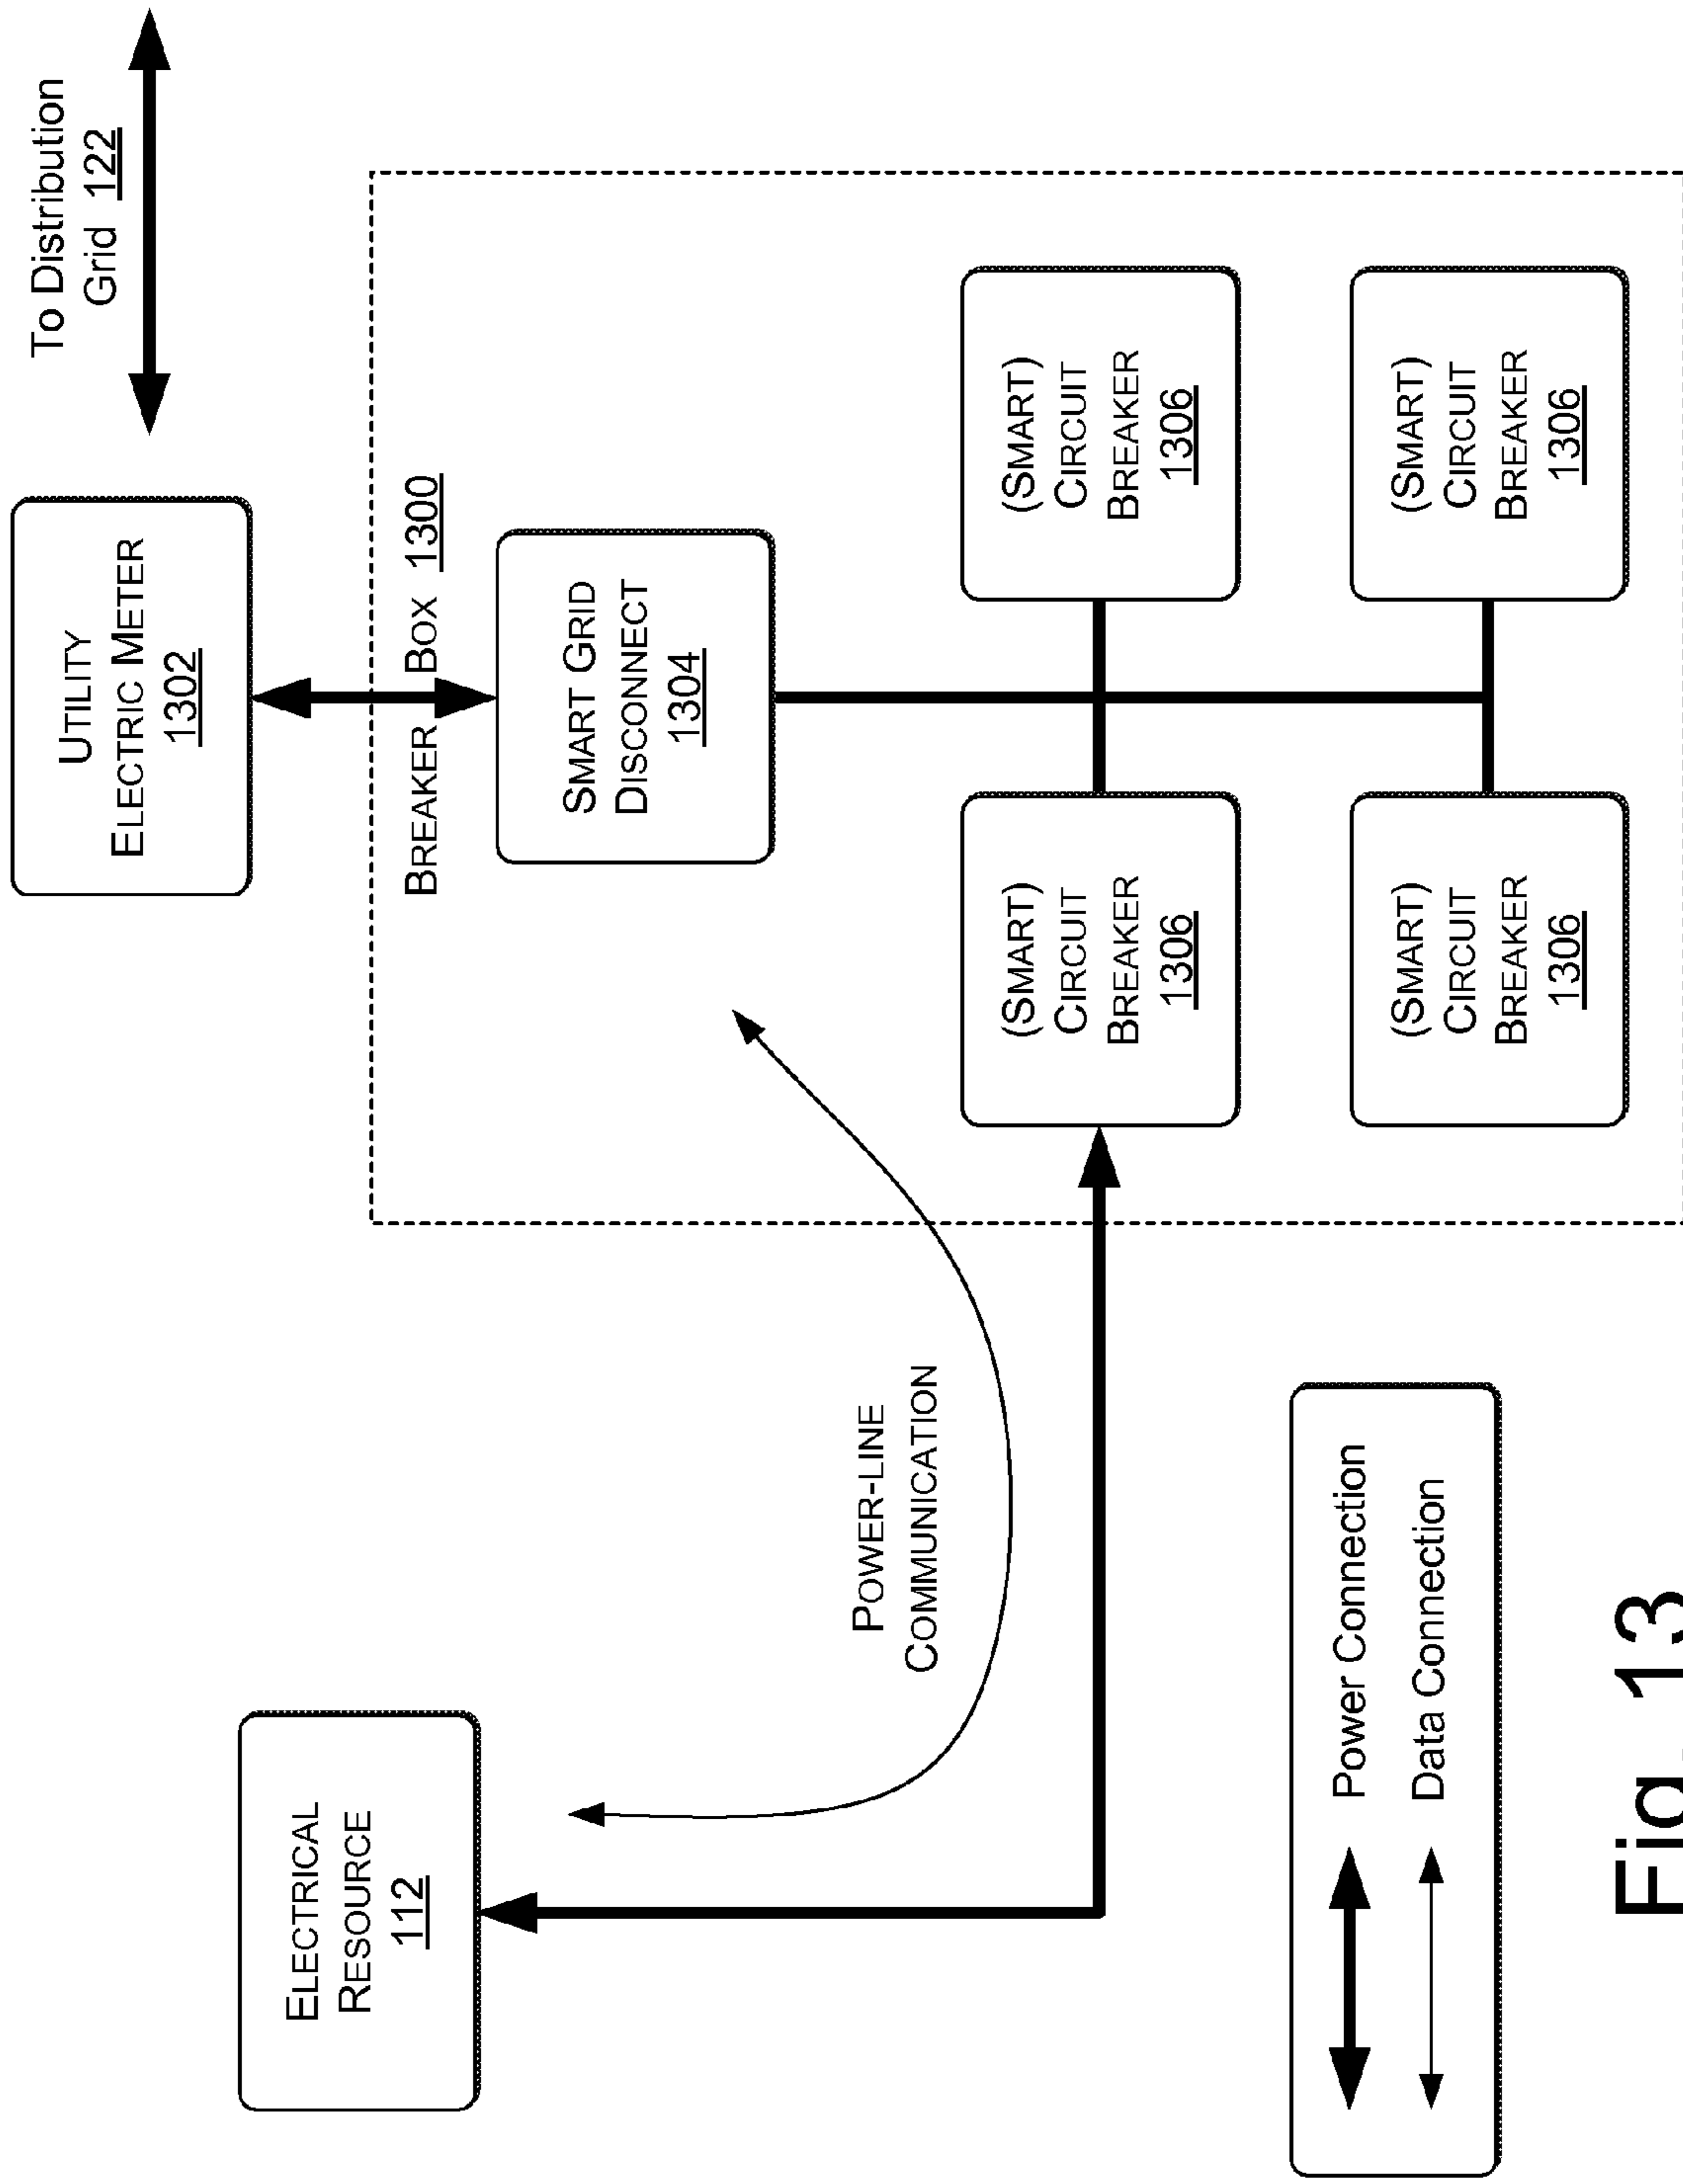 To Distribution
Grid 122
UTILITY
ELECTRIC METER
1302
BREAKER BOX 1300
SMART GRID
DISCONNECT
1304
(SMART)
CIRCUIT
BREAKER
1306
(SMART)
CIRCUIT
BREAKER
1306
(SMART)
CIRCUIT
BREAKER
1306
(SMART)
CIRCUIT
BREAKER
1306
ELECTRICAL
RESOURCE
112
POWER-LINE
COMMUNICATION
Power Connection
Data Connection
Fig. 13